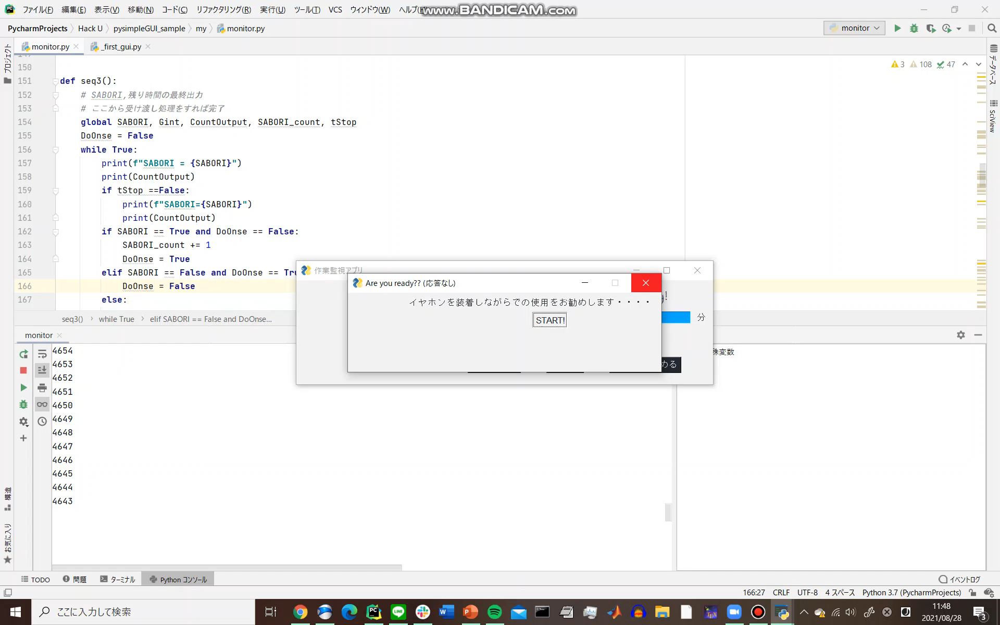 ファイル(F) 編集(E) 表示(V) 移動(N) コード(C) リファクタリング(R) 実行(U) ツール(T) VCS ウィンドウ(W) ヘルプ(H)
www.BANDICAM.com
PycharmProjects Hack U pysimpleGUI_sample my monitor.py
monitor
monitor.py
_first_gui.py
プロジェクト
3 108 47
データベース
SciView
150
151 def seq3():
152 # SABORI,残り時間の最終出力
153 # ここから受け渡し処理をすれば完了
154 global SABORI, Gint, CountOutput, SABORI_count, tStop
155 DoOnse = False
156 while True:
157 print(f"SABORI = {SABORI}")
158 print(CountOutput)
159 if tStop ==False:
160 print(f"SABORI={SABORI}")
161 print(CountOutput)
162 if SABORI == True and DoOnse == False:
163 SABORI_count += 1
164 DoOnse = True
165 elif SABORI == False and DoOnse == Tru
166 DoOnse = False
167 else:
seq3() while True elif SABORI == False and DoOnse...
作業監視アプリ
Are you ready?? (応答なし)
イヤホンを装着しながらでの使用をお勧めします・・・・
START!
分
める
monitor
殊変数
4654
4653
4652
4651
4650
4649
4648
4647
4646
4645
4644
4643
構造
お気に入り
TODO 問題 ターミナル Python コンソール イベントログ
166:27 CRLF UTF-8 4 スペース Python 3.7 (PycharmProjects)
ここに入力して検索
11:48
2021/08/28
3